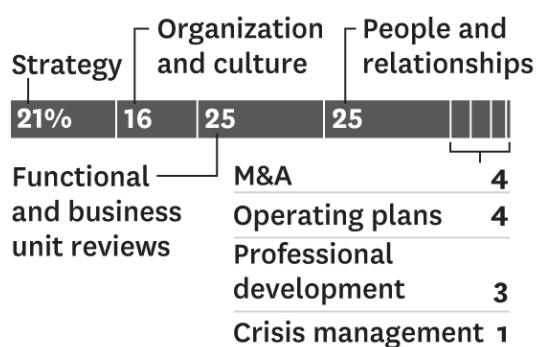 Organization
and culture
People and
relationships
Strategy
21% 16 25 25
Functional
and business
unit reviews
M&A 4
Operating plans 4
Professional
development 3
Crisis management 1